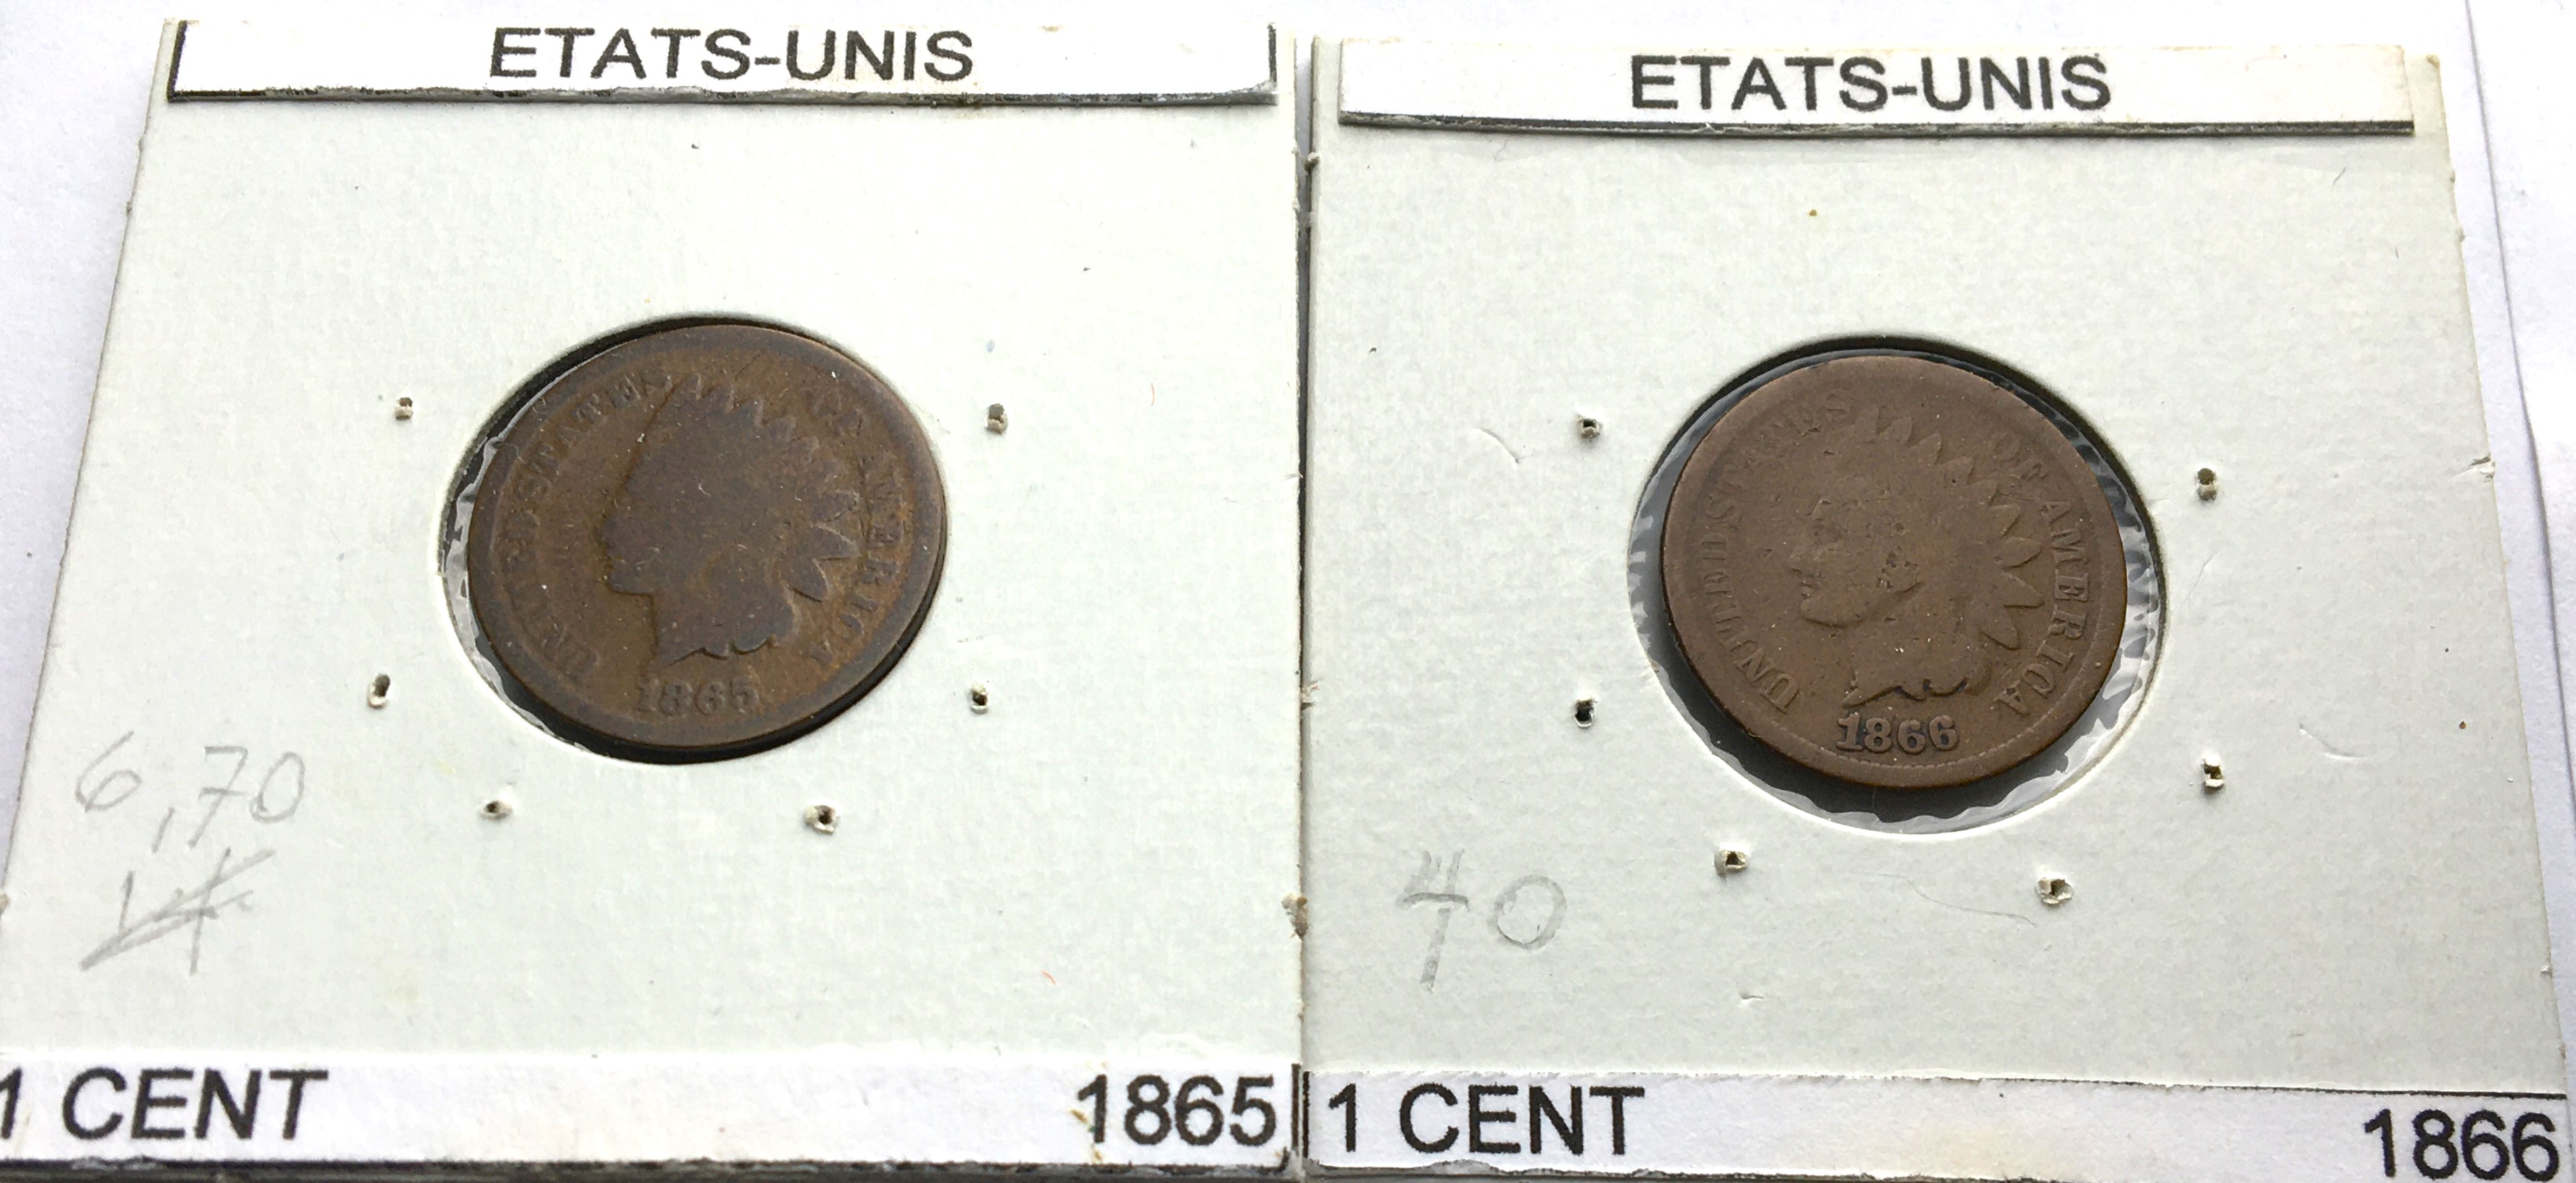 ETATS-UNIS
UNITED STATES OF AMERICA
1865
6,70
1 CENT 1865
ETATS-UNIS
UNITED STATES OF AMERICA
1866
40
1 CENT 1866